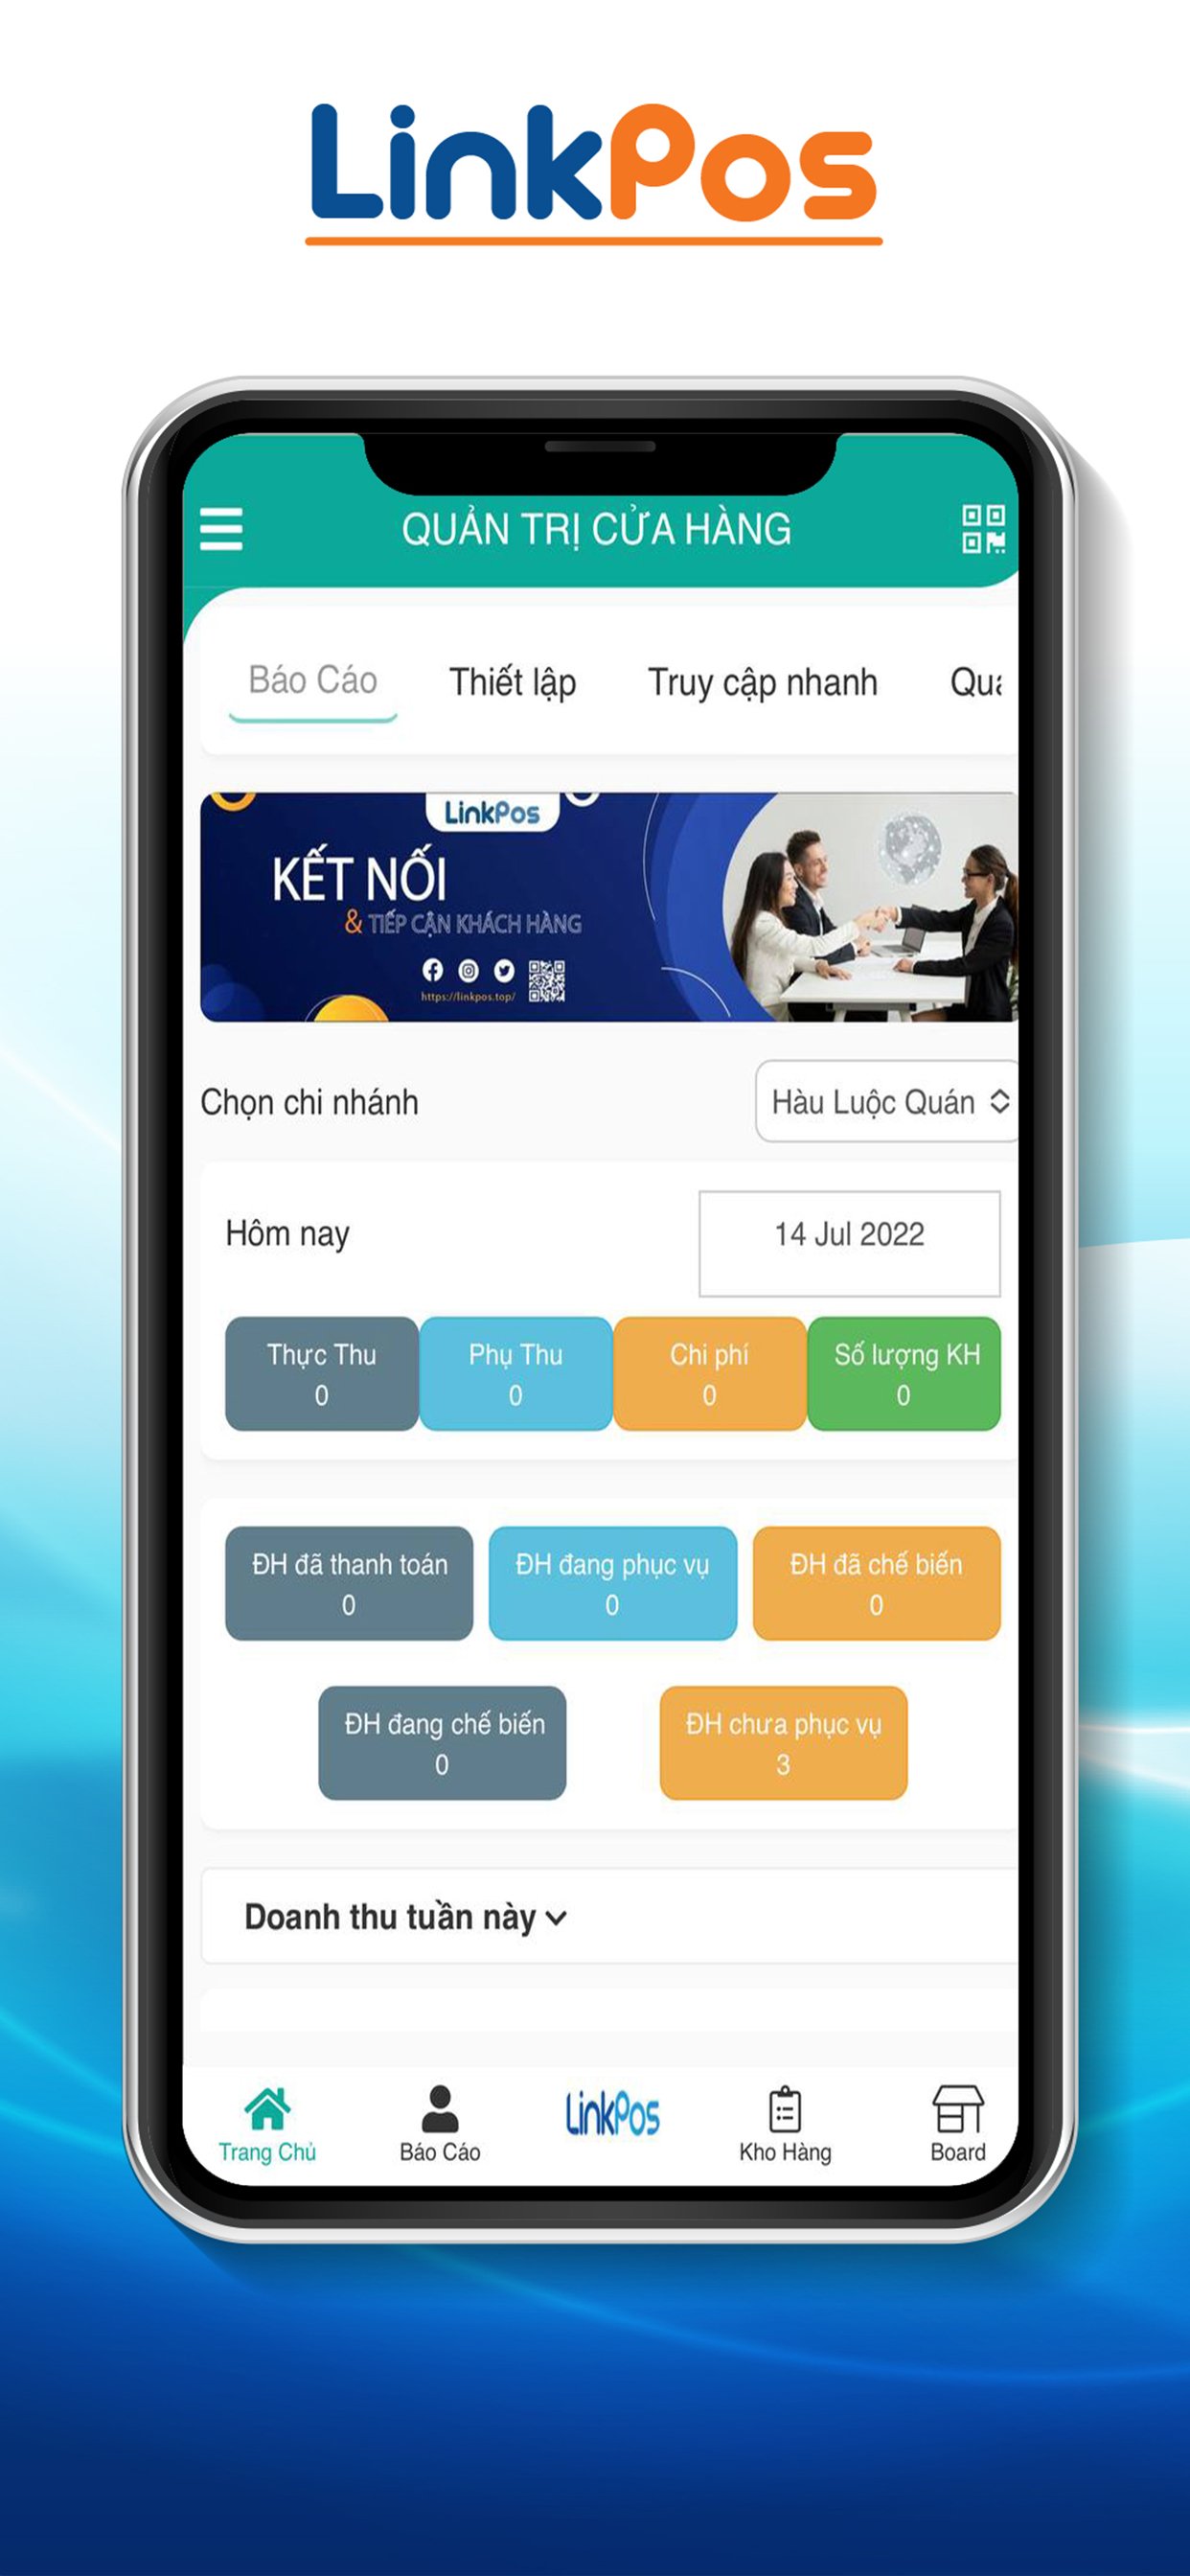 LinkPos
QUẢN TRỊ CỬA HÀNG
Báo Cáo Thiết lập Truy cập nhanh
LinkPos
KẾT NỐI
& TIẾP CẬN KHÁCH HÀNG
https://linkpos.top/
Chọn chi nhánh Hàu Luộc Quán
Hôm nay 14 Jul 2022
Thực Thu Phụ Thu Chi phí Số lượng KH
0 0 0 0
ĐH đã thanh toán ĐH đang phục vụ ĐH đã chế biến
0 0 0
ĐH đang chế biến ĐH chưa phục vụ
0 3
Doanh thu tuần này
LinkPos
Trang Chủ Báo Cáo Kho Hàng Board